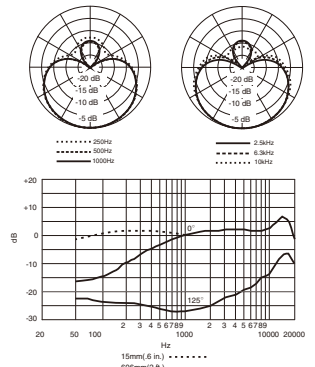 -20 dB
-15 dB
-10 dB
-5 dB
250Hz
500Hz
1000Hz
-20 dB
-15 dB
-10 dB
-5 dB
2.5kHz
6.3kHz
10kHz
+20
+10
0
-10
-20
-30
dB
0°
125°
20 50 100 2 3 4 5 6 7 8 9 1000 2 3 4 5 6 7 8 9 10000 20000
Hz
15mm(.6 in.)